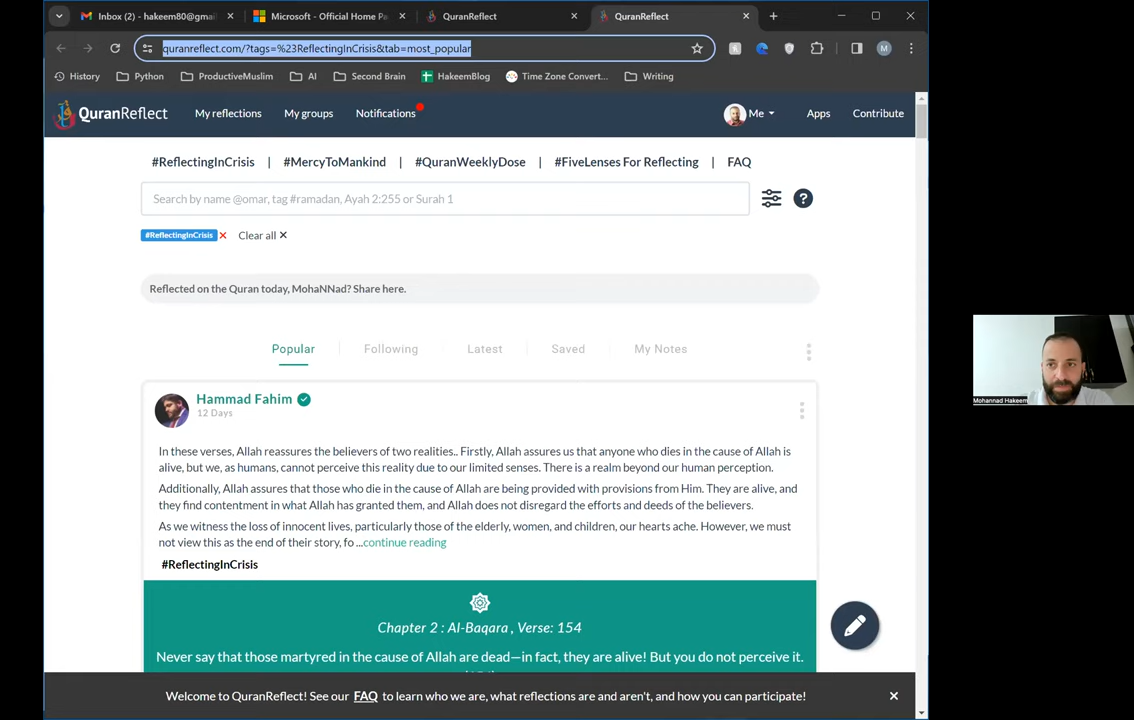 Inbox (2) - hakeem80@gmai
Microsoft - Official Home Pa
QuranReflect
QuranReflect
quranreflect.com/?tags=%23ReflectingInCrisis&tab=most_popular
M
History
Python
ProductiveMuslim
AI
Second Brain
HakeemBlog
Time Zone Convert...
Writing
QuranReflect
My reflections
My groups
Notifications
Me
Apps
Contribute
#ReflectingInCrisis | #MercyToMankind | #QuranWeeklyDose | #FiveLenses For Reflecting | FAQ
Search by name @omar, tag #ramadan, Ayah 2:255 or Surah 1
?
#ReflectingInCrisis
Clear all
Reflected on the Quran today, MohaNNad? Share here.
Popular
Following
Latest
Saved
My Notes
Hammad Fahim
12 Days
In these verses, Allah reassures the believers of two realities.. Firstly, Allah assures us that anyone who dies in the cause of Allah is
alive, but we, as humans, cannot perceive this reality due to our limited senses. There is a realm beyond our human perception.
Additionally, Allah assures that those who die in the cause of Allah are being provided with provisions from Him. They are alive, and
they find contentment in what Allah has granted them, and Allah does not disregard the efforts and deeds of the believers.
As we witness the loss of innocent lives, particularly those of the elderly, women, and children, our hearts ache. However, we must
not view this as the end of their story, fo ...continue reading
#ReflectingInCrisis
Chapter 2 : Al-Baqara , Verse: 154
Never say that those martyred in the cause of Allah are dead—in fact, they are alive! But you do not perceive it.
Welcome to QuranReflect! See our FAQ to learn who we are, what reflections are and aren't, and how you can participate!
Mohannad Hakeem